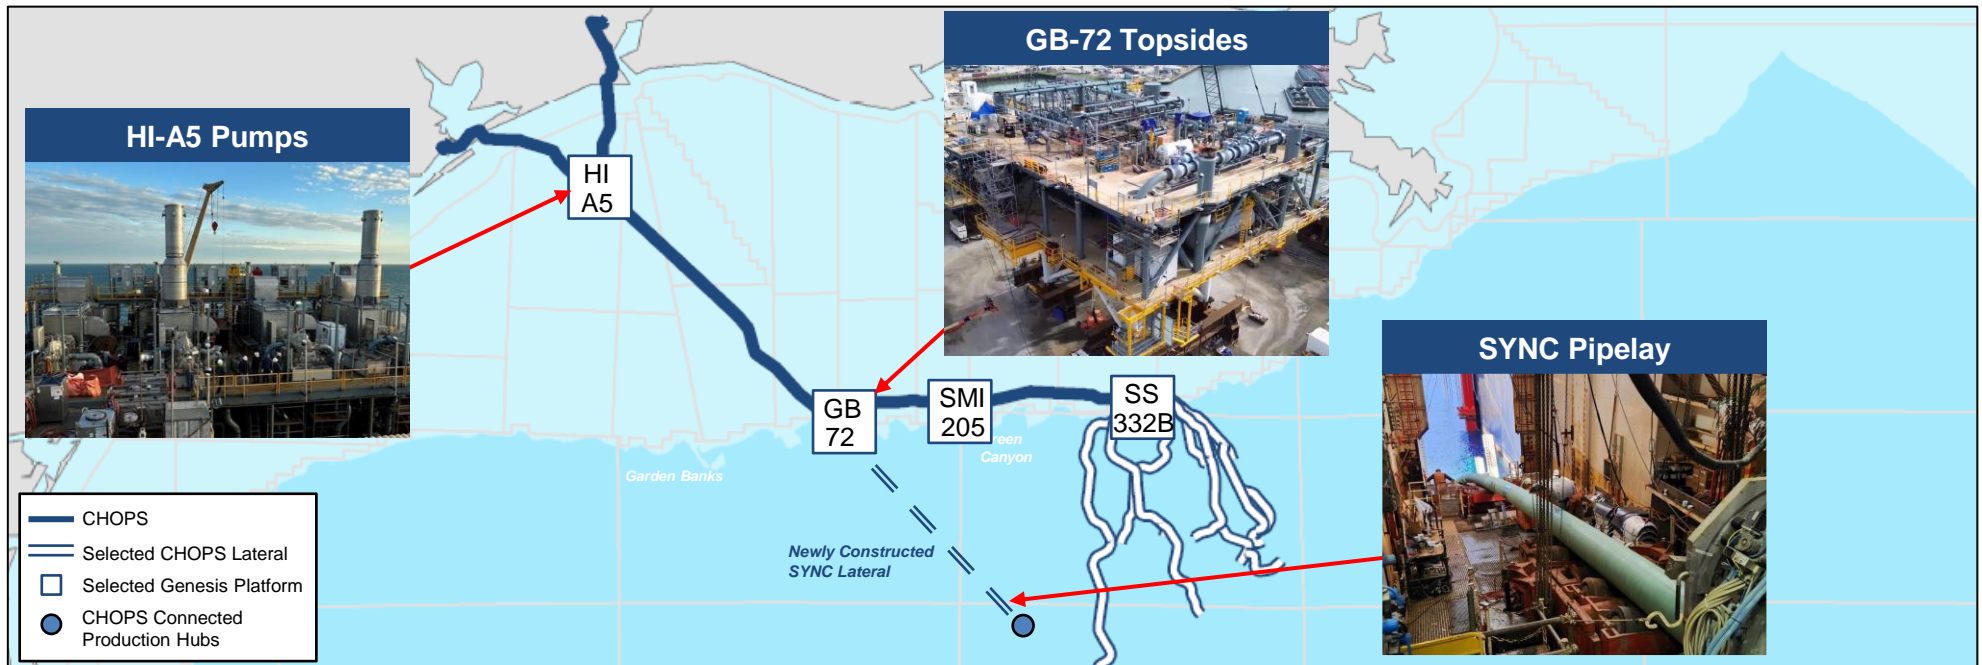 GB-72 Topsides
HI-A5 Pumps
HI
A5
SYNC Pipelay
GB
72
SMI
205
SS
332B
reen
Canyon
Garden Banks
Newly Constructed
SYNC Lateral
CHOPS
Selected CHOPS Lateral
Selected Genesis Platform
CHOPS Connected
Production Hubs